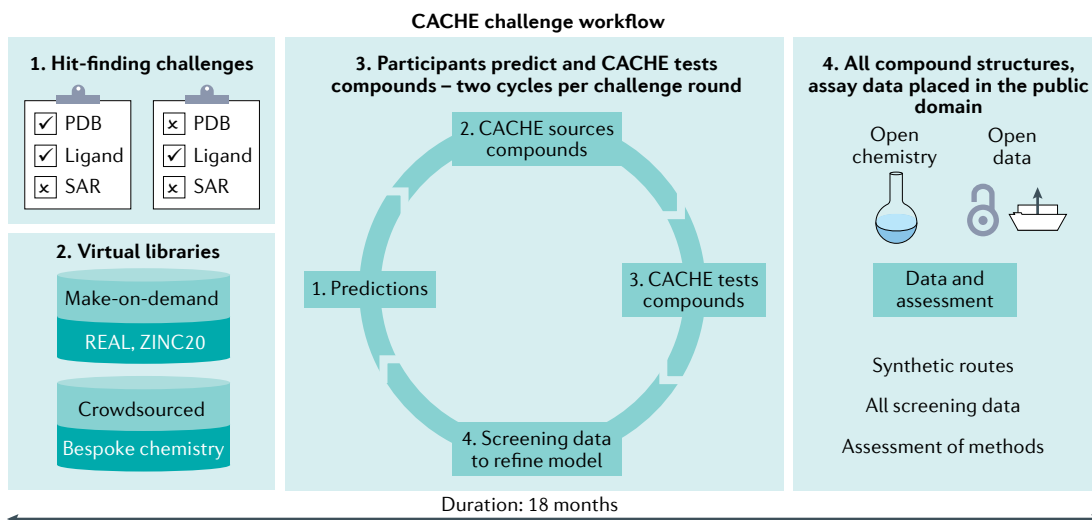 CACHE challenge workflow
1. Hit-finding challenges
PDB
Ligand
SAR
PDB
Ligand
SAR
2. Virtual libraries
Make-on-demand
REAL, ZINC20
Crowdsourced
Bespoke chemistry
3. Participants predict and CACHE tests
compounds – two cycles per challenge round
2. CACHE sources
compounds
1. Predictions
3. CACHE tests
compounds
4. Screening data
to refine model
4. All compound structures,
assay data placed in the public
domain
Open
chemistry
Open
data
Data and
assessment
Synthetic routes
All screening data
Assessment of methods
Duration: 18 months